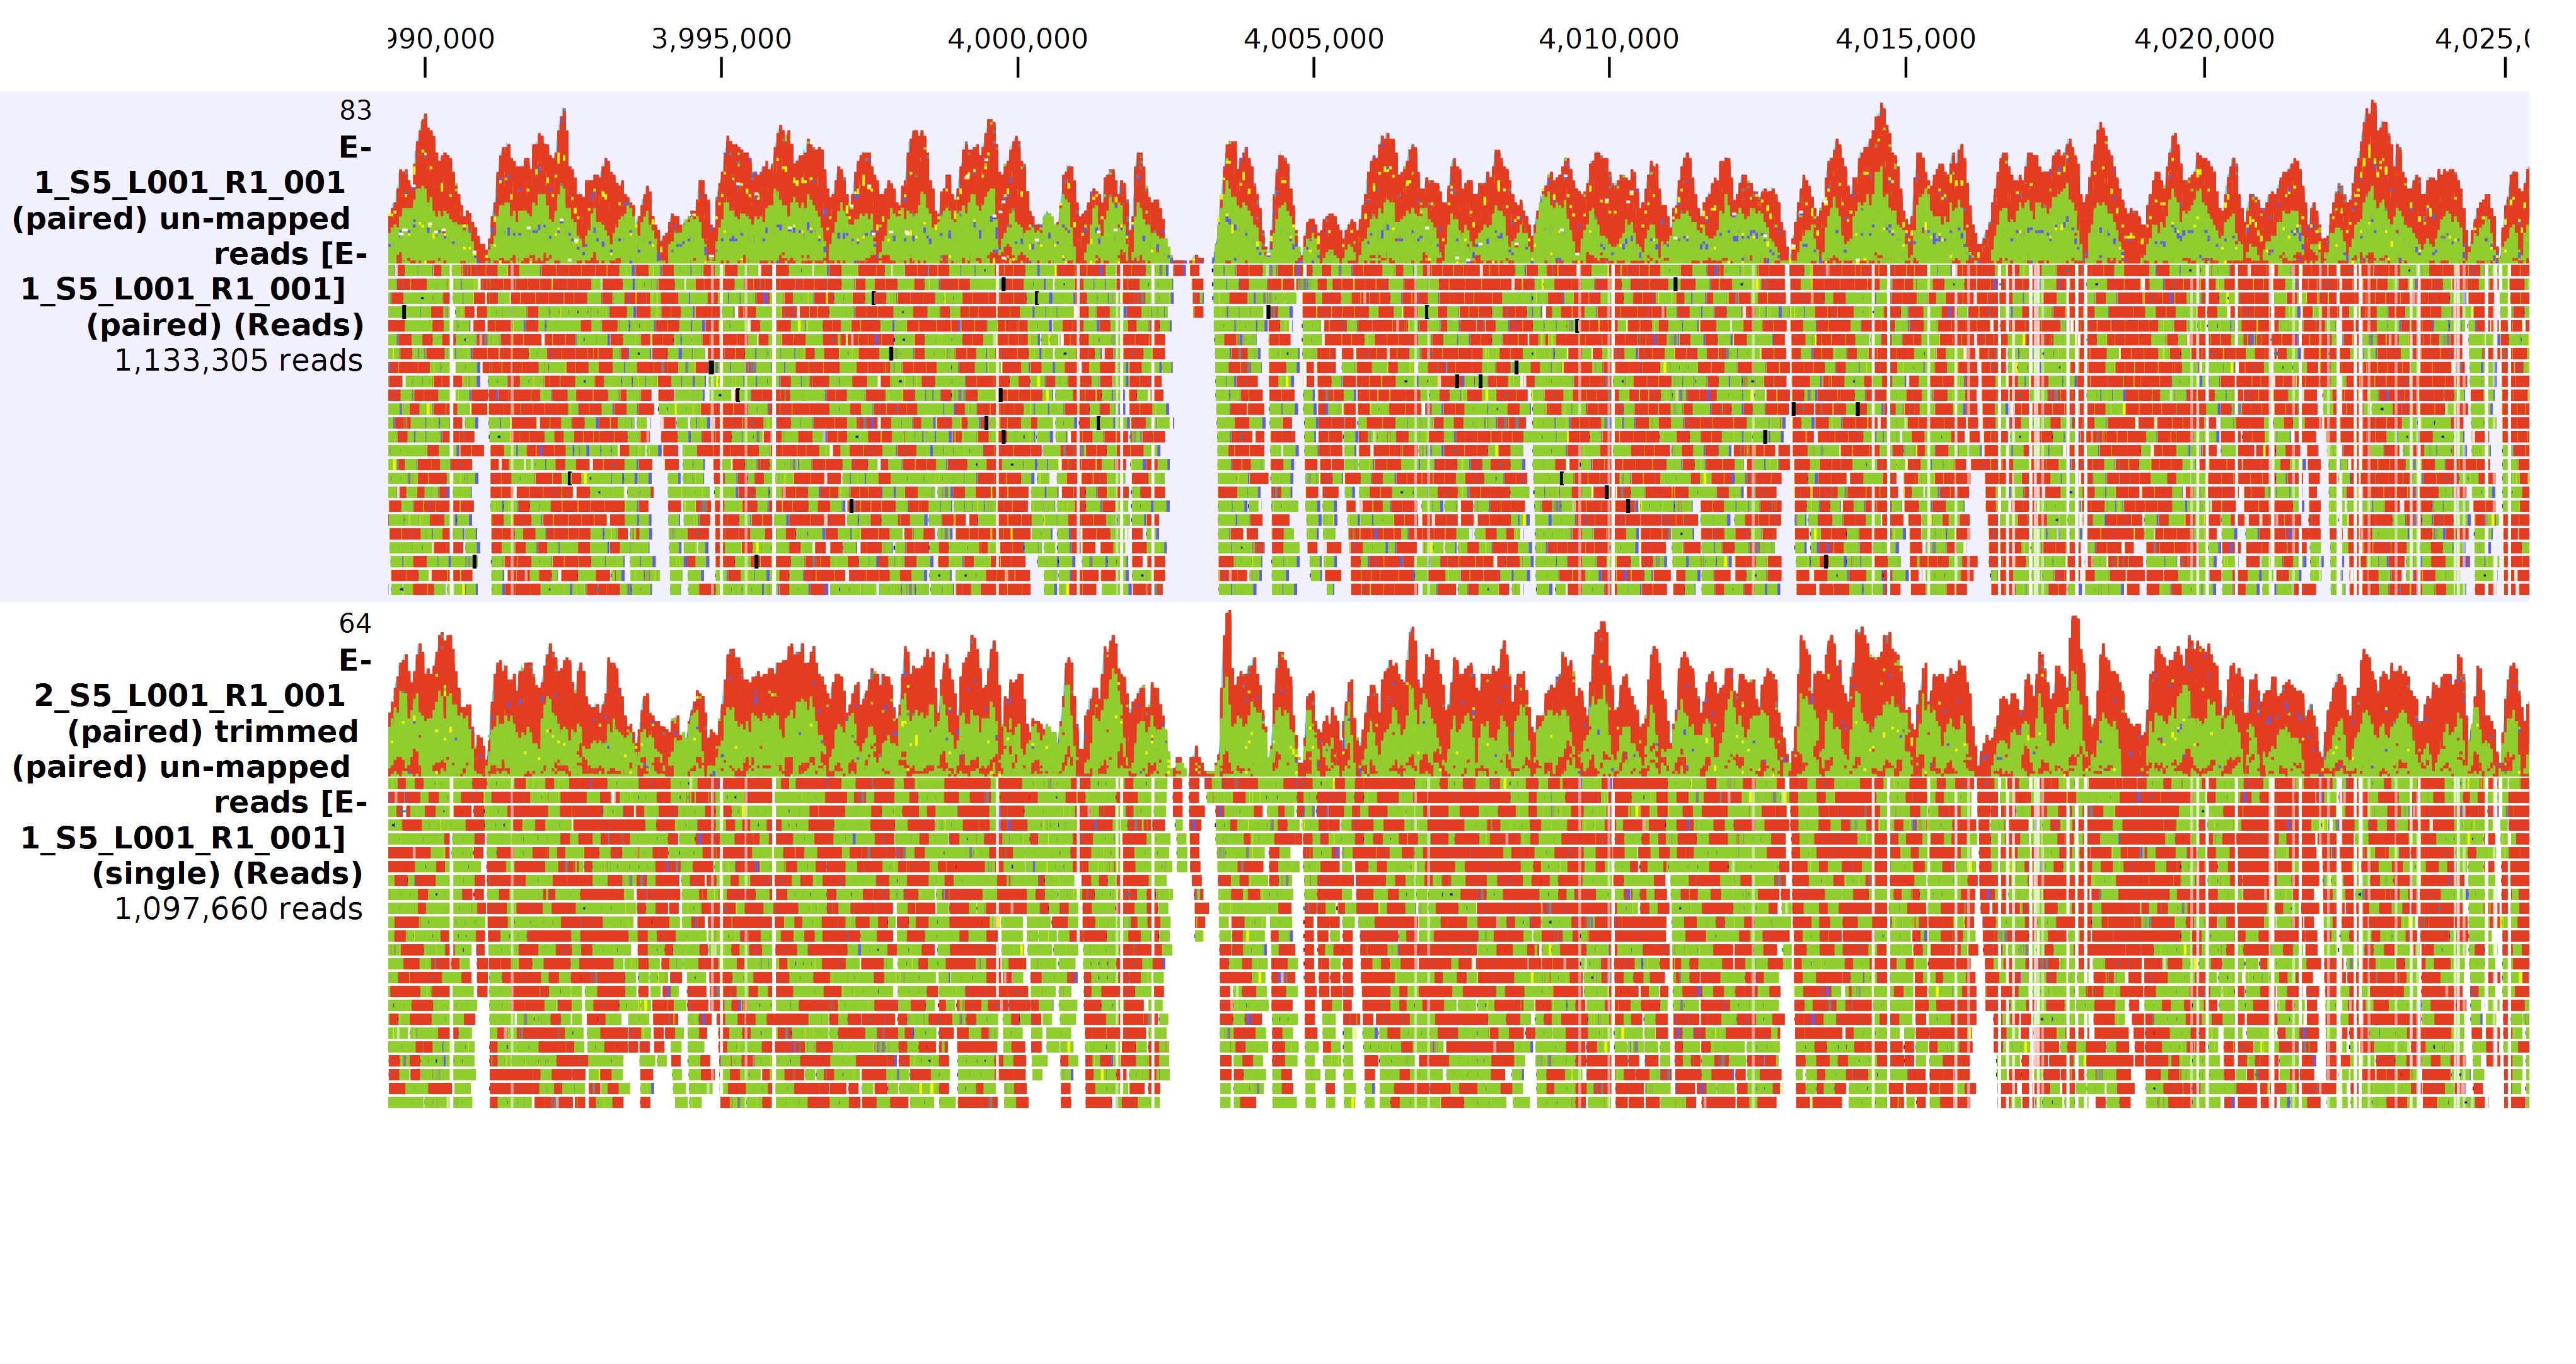 990,000 3,995,000 4,000,000 4,005,000 4,010,000 4,015,000 4,020,000 4,025,0
83
E-
1_S5_L001_R1_001
(paired) un-mapped
reads [E-
1_S5_L001_R1_001]
(paired) (Reads)
1,133,305 reads
64
E-
2_S5_L001_R1_001
(paired) trimmed
(paired) un-mapped
reads [E-
1_S5_L001_R1_001]
(single) (Reads)
1,097,660 reads